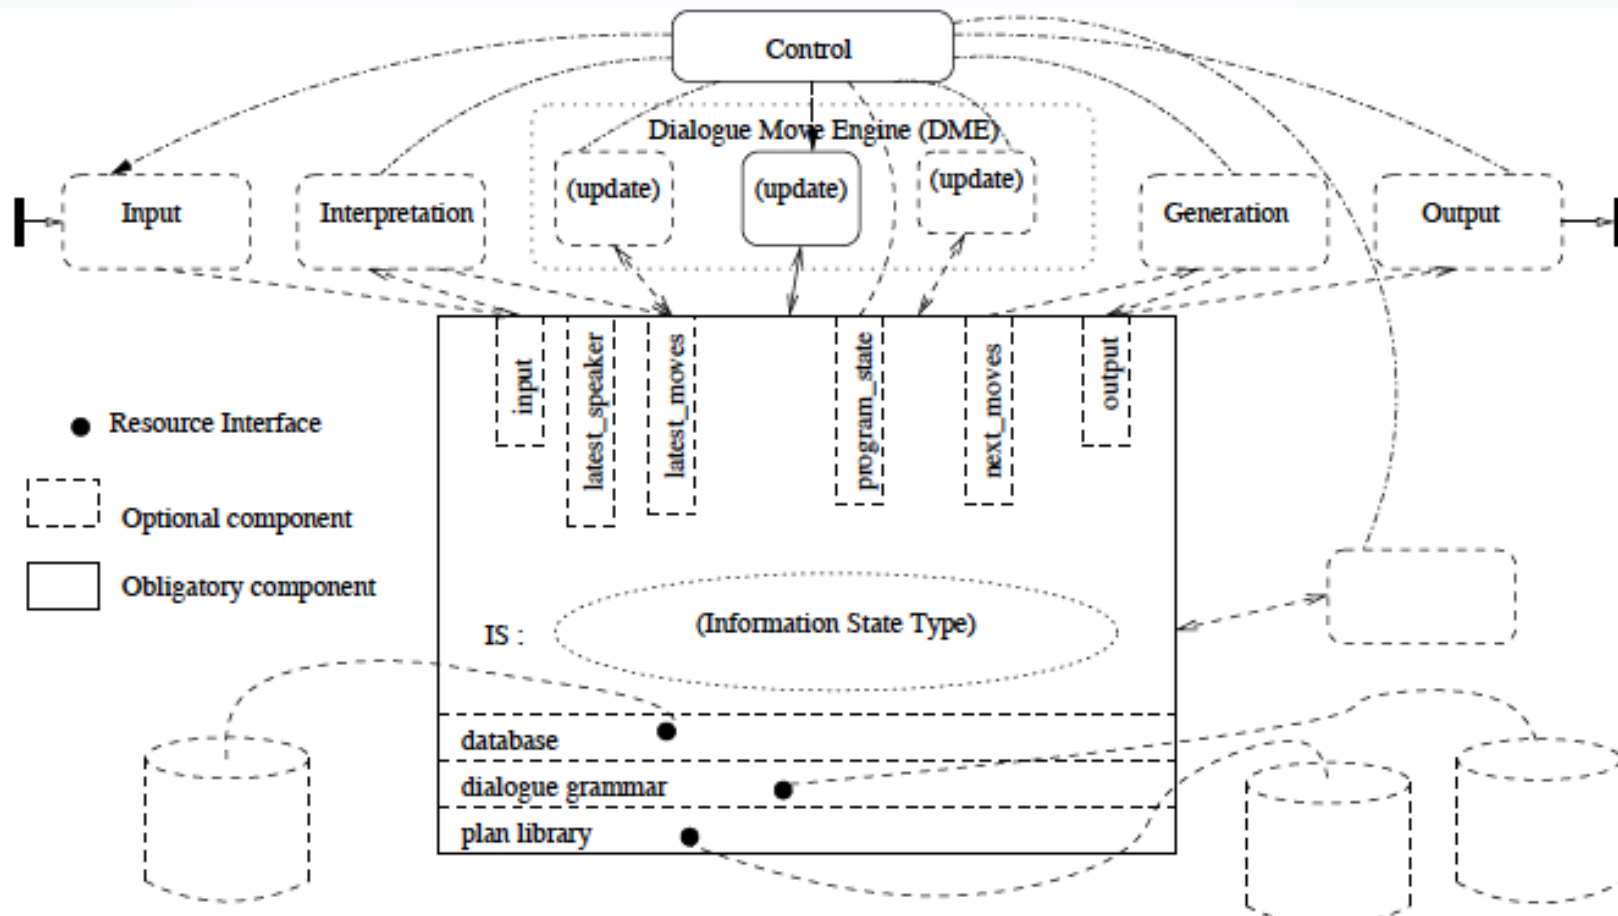 Control
Dialogue Move Engine (DME)
(update)
(update)
(update)
Input
Interpretation
Generation
Output
input
latest_speaker
latest_moves
program_state
next_moves
output
Resource Interface
Optional component
Obligatory component
IS :
(Information State Type)
database
dialogue grammar
plan library